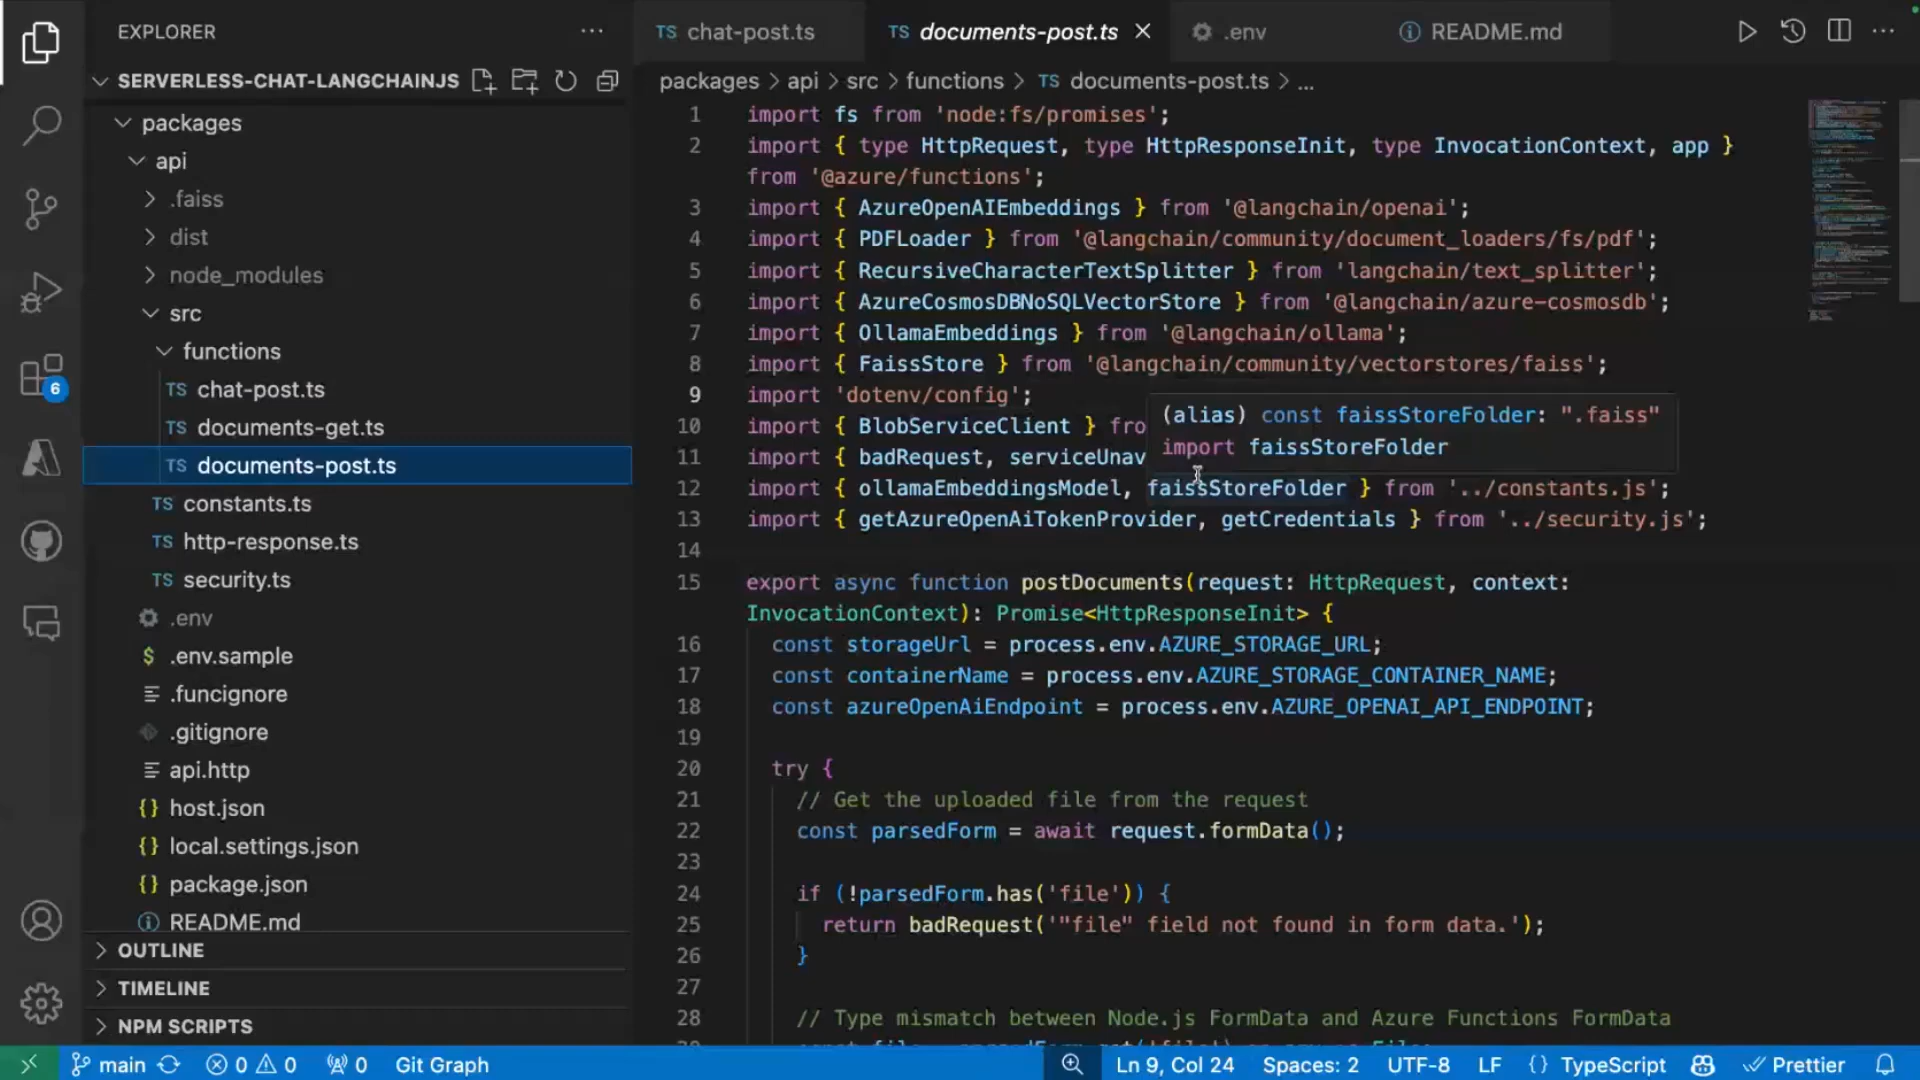 EXPLORER
SERVERLESS-CHAT-LANGCHAINJS
packages
api
.faiss
dist
node_modules
src
functions
TS chat-post.ts
TS documents-get.ts
TS documents-post.ts
TS constants.ts
TS http-response.ts
TS security.ts
.env
$ .env.sample
.funcignore
.gitignore
api.http
{} host.json
{} local.settings.json
{} package.json
README.md
OUTLINE
TIMELINE
NPM SCRIPTS
6
TS chat-post.ts
TS documents-post.ts
.env
README.md
packages > api > src > functions > TS documents-post.ts > ...
1 import fs from 'node:fs/promises';
2 import { type HttpRequest, type HttpResponseInit, type InvocationContext, app }
from '@azure/functions';
3 import { AzureOpenAIEmbeddings } from '@langchain/openai';
4 import { PDFLoader } from '@langchain/community/document_loaders/fs/pdf';
5 import { RecursiveCharacterTextSplitter } from 'langchain/text_splitter';
6 import { AzureCosmosDBNoSQLVectorStore } from '@langchain/azure-cosmosdb';
7 import { OllamaEmbeddings } from '@langchain/ollama';
8 import { FaissStore } from '@langchain/community/vectorstores/faiss';
9 import 'dotenv/config';
10 import { BlobServiceClient } fro
11 import { badRequest, serviceUnav
(alias) const faissStoreFolder: ".faiss"
import faissStoreFolder
12 import { ollamaEmbeddingsModel, faissStoreFolder } from '../constants.js';
13 import { getAzureOpenAiTokenProvider, getCredentials } from '../security.js';
14
15 export async function postDocuments(request: HttpRequest, context:
InvocationContext): Promise<HttpResponseInit> {
16 const storageUrl = process.env.AZURE_STORAGE_URL;
17 const containerName = process.env.AZURE_STORAGE_CONTAINER_NAME;
18 const azureOpenAiEndpoint = process.env.AZURE_OPENAI_API_ENDPOINT;
19
20 try {
21 // Get the uploaded file from the request
22 const parsedForm = await request.formData();
23
24 if (!parsedForm.has('file')) {
25 return badRequest('"file" field not found in form data.');
26 }
27
28 // Type mismatch between Node.js FormData and Azure Functions FormData
main 0 0 0 Git Graph
Ln 9, Col 24 Spaces: 2 UTF-8 LF {} TypeScript Prettier